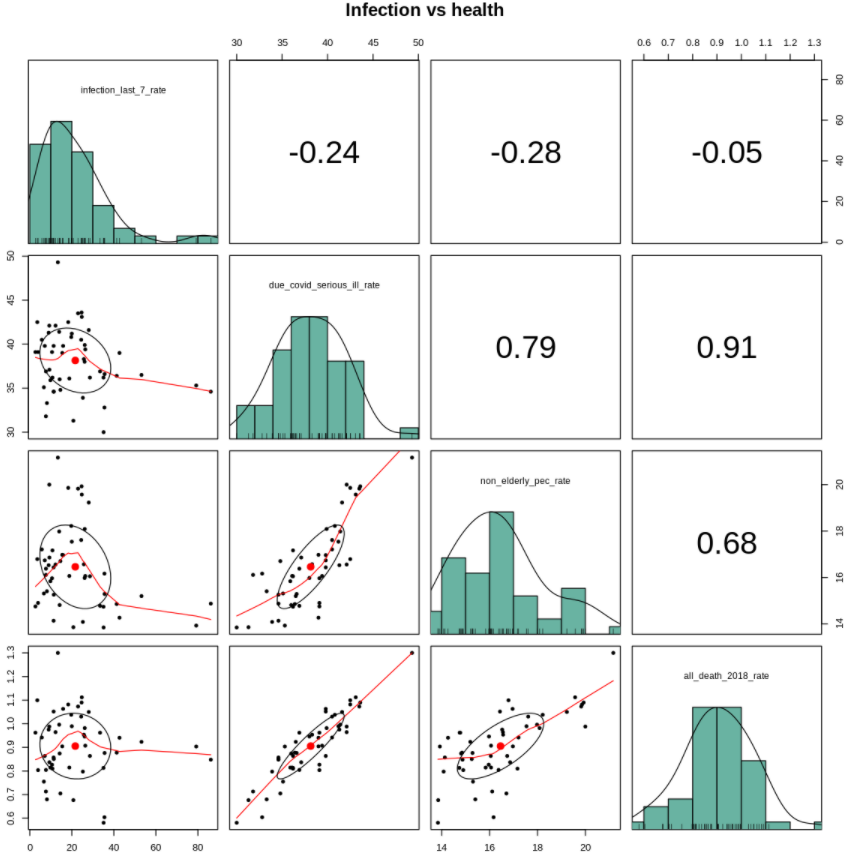 Infection vs health
30 35 40 45 50
0.6 0.7 0.8 0.9 1.0 1.1 1.2 1.3
infection_last_7_rate
-0.24
-0.28
-0.05
0 20 40 60 80
30 35 40 45 50
due_covid_serious_ill_rate
0.79
0.91
non_elderly_pec_rate
0.68
14 16 18 20
0.6 0.7 0.8 0.9 1.0 1.1 1.2 1.3
all_death_2018_rate
0 20 40 60 80
14 16 18 20